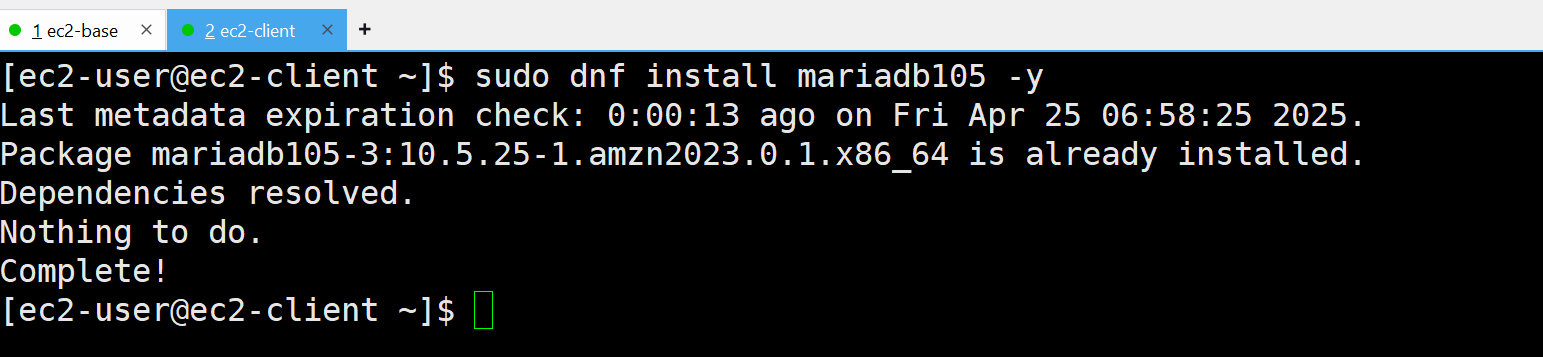 1 ec2-base × 2 ec2-client × +
[ec2-user@ec2-client ~]$ sudo dnf install mariadb105 -y
Last metadata expiration check: 0:00:13 ago on Fri Apr 25 06:58:25 2025.
Package mariadb105-3:10.5.25-1.amzn2023.0.1.x86_64 is already installed.
Dependencies resolved.
Nothing to do.
Complete!
[ec2-user@ec2-client ~]$